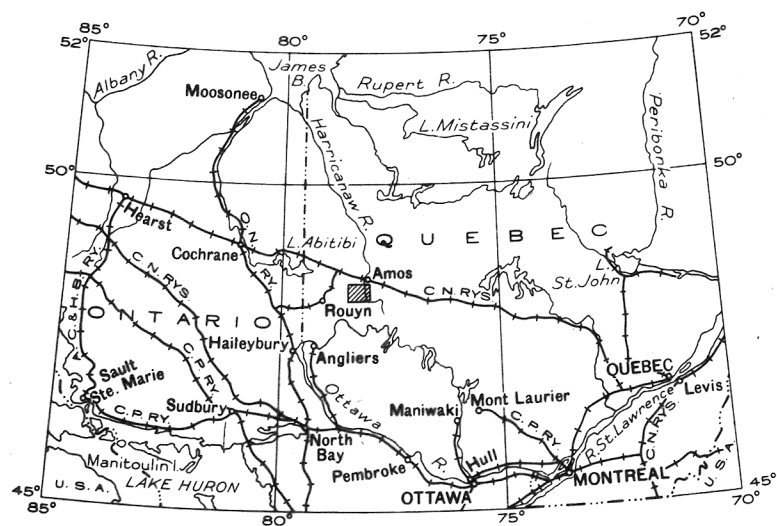 85° 80° 75° 70°
52° 52°
Albany R.
James
B.
Moosonee
Rupert R.
L. Mistassini
Peribonka R.
Harricanaw R.
50° 50°
Hearst
O.N. RY.
Cochrane
L. Abitibi
QUEBEC
C.N. RYS.
Amos
C.N. RYS.
L.
St. John
A.C. & H.B. RY.
ONTARIO
Rouyn
Haileybury
Angliers
C.P. RY.
Sault
Ste. Marie
C.P. RY
Sudbury
Ottawa
R.
Maniwaki
Mont Laurier
C.P. RY
QUEBEC
Levis
R. St. Lawrence
C.N. RYS.
North
Bay
Pembroke
Hull
OTTAWA
MONTREAL
Manitoulin I.
LAKE HURON
U.S.A.
U.S.A.
45° 45°
80° 70°